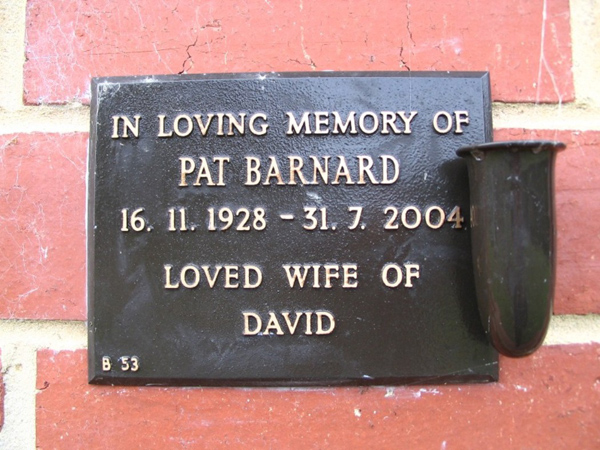 IN LOVING MEMORY OF
PAT BARNARD
16. 11. 1928 - 31. 7. 2004
LOVED WIFE OF
DAVID
B 53